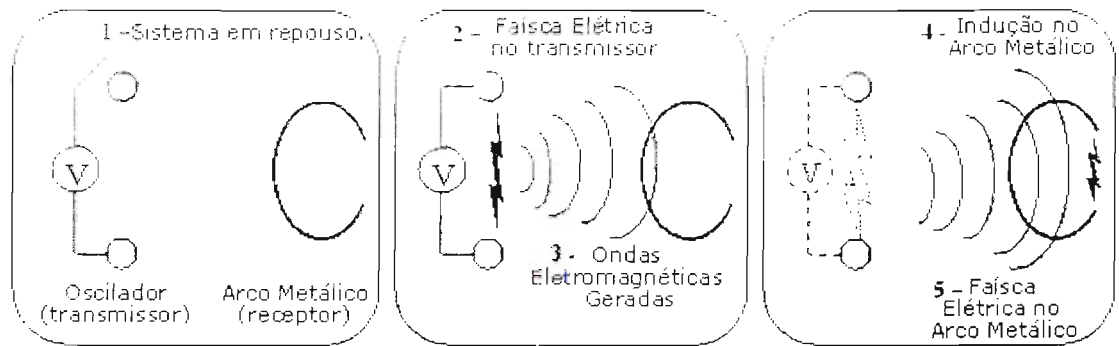 1 -Sistema em repouso.
V
Oscilador
(transmissor)
Arco Metálico
(receptor)
2 - Faísca Elétrica
no transmissor
V
3 - Ondas
Eletromagnéticas
Geradas
4 - Indução no
Arco Metálico
V
5 - Faísca
Elétrica no
Arco Metálico